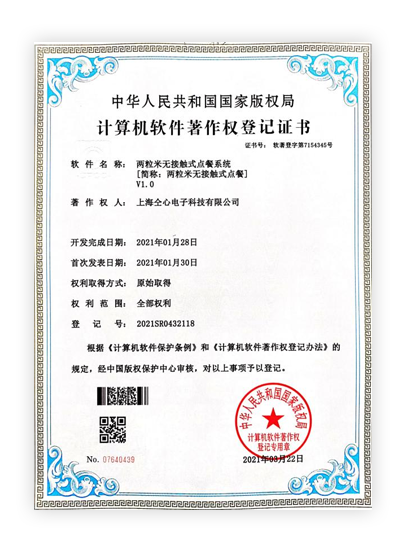 中华人民共和国国家版权局
计算机软件著作权登记证书
证书号： 软著登字第7154345号
软件名称： 两粒米无接触式点餐系统
[简称：两粒米无接触式点餐]
V1.0
著作权人： 上海仝心电子科技有限公司
开发完成日期： 2021年01月28日
首次发表日期： 2021年01月30日
权利取得方式： 原始取得
权利范围： 全部权利
登记号： 2021SR0432118
根据《计算机软件保护条例》和《计算机软件著作权登记办法》的
规定，经中国版权保护中心审核，对以上事项予以登记。
中华人民共和国国家版权局
计算机软件著作权
登记专用章
No. 07640439
2021年03月22日